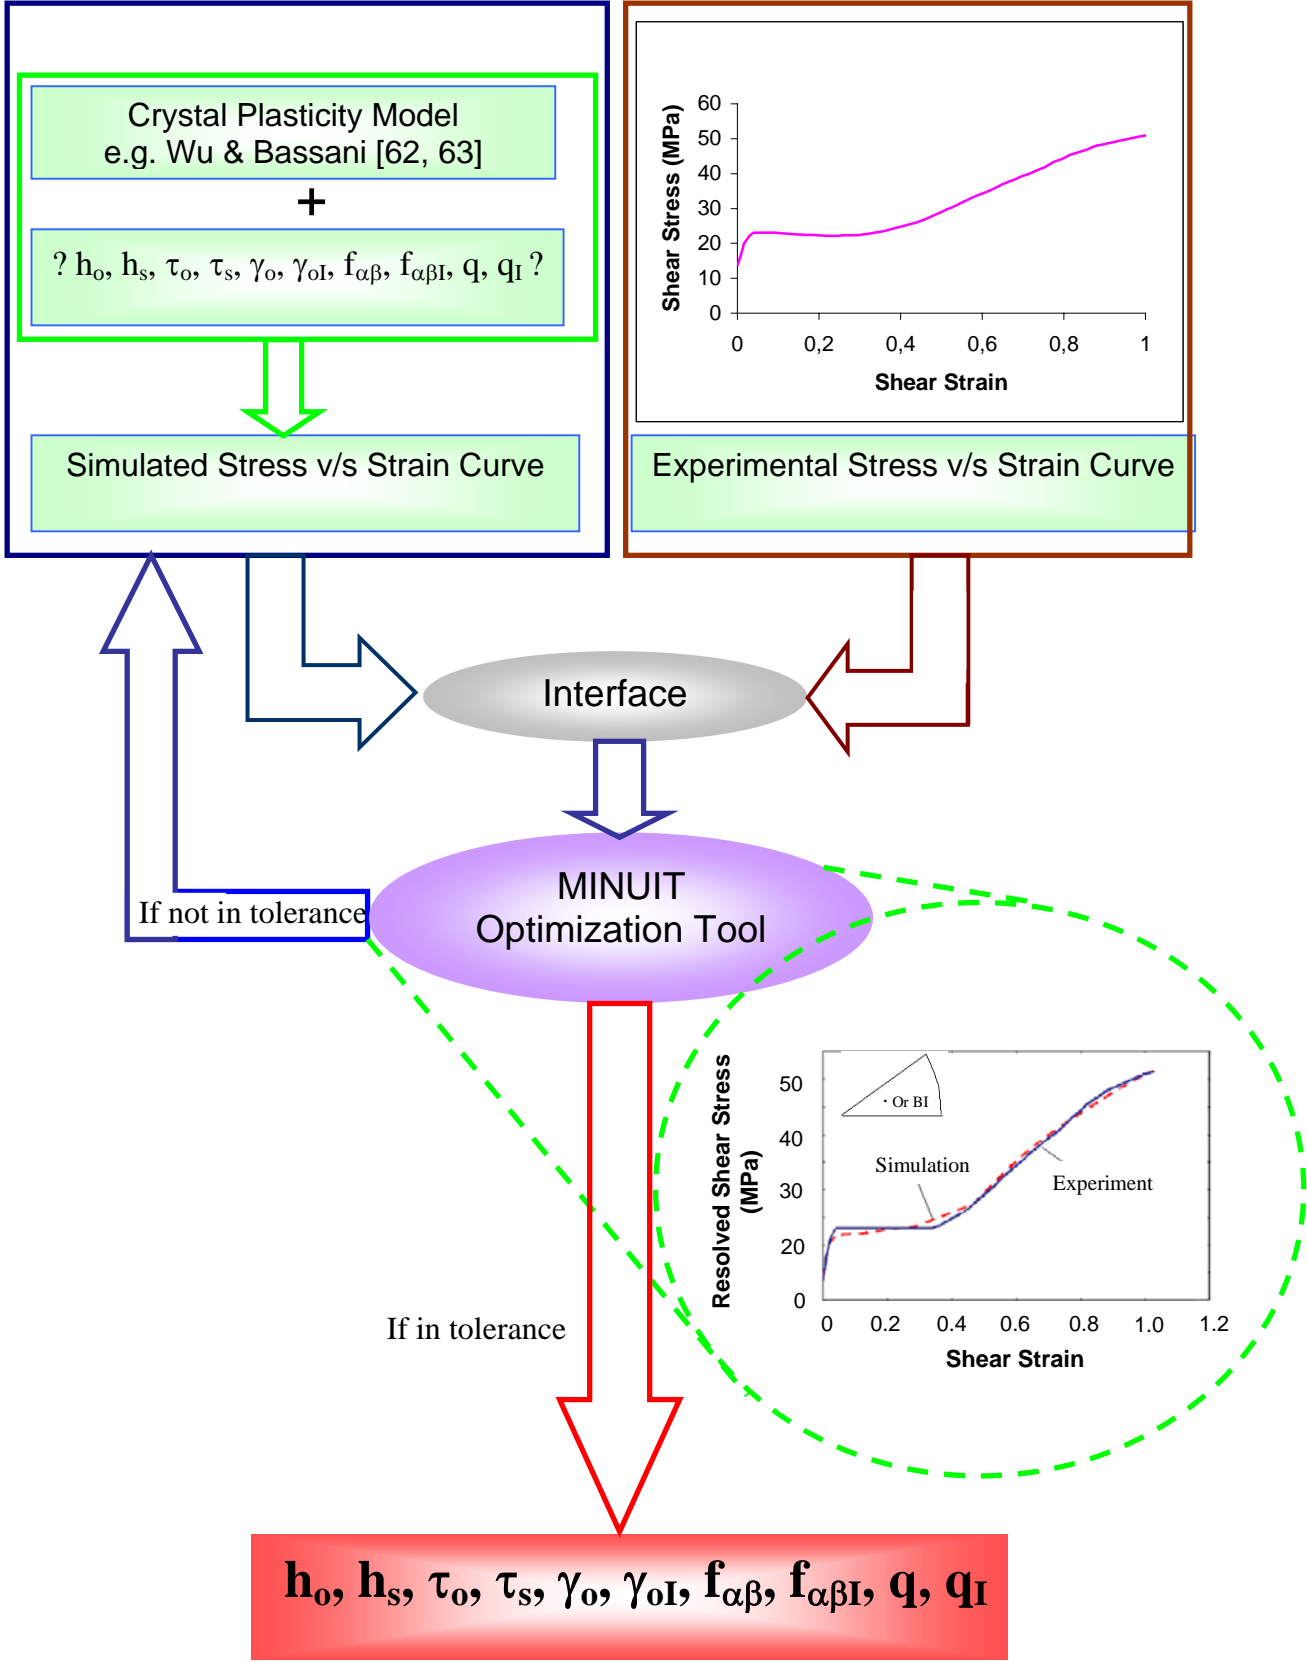 Crystal Plasticity Model
e.g. Wu & Bassani [62, 63]
+
? hₒ, hₛ, τₒ, τₛ, γₒ, γₒI, fαβ, fαβI, q, qI ?
Simulated Stress v/s Strain Curve
Shear Stress (MPa)
60
50
40
30
20
10
0
0 0,2 0,4 0,6 0,8 1
Shear Strain
Experimental Stress v/s Strain Curve
Interface
MINUIT
Optimization Tool
If not in tolerance
Resolved Shear Stress
(MPa)
50
40
30
20
0
· Or BI
Simulation
Experiment
0 0.2 0.4 0.6 0.8 1.0 1.2
Shear Strain
If in tolerance
hₒ, hₛ, τₒ, τₛ, γₒ, γₒI, fαβ, fαβI, q, qI